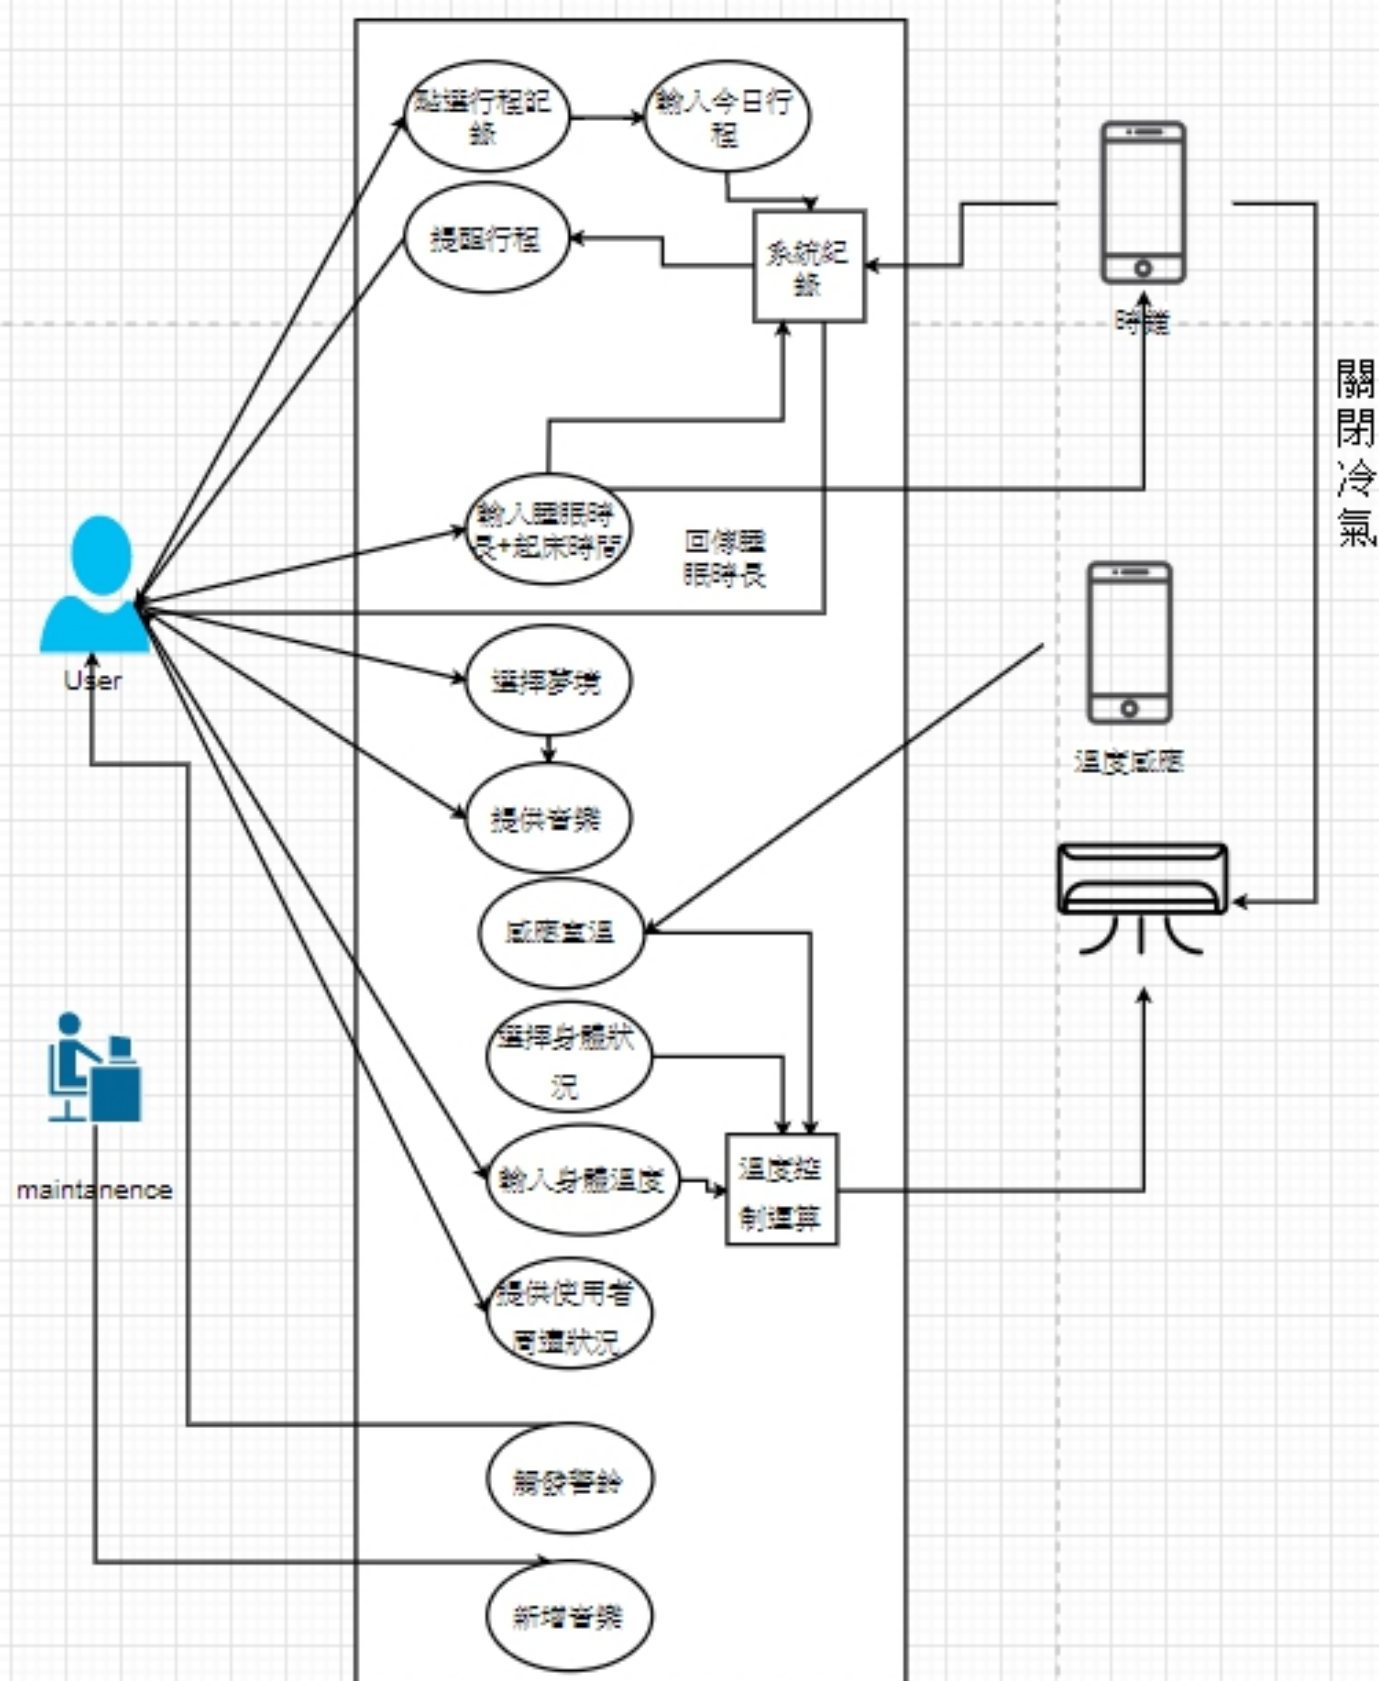 點選行程記
錄
輸入今日行
程
提醒行程
系統紀
錄
時鐘
關
閉
冷
氣
輸入睡眠時
長+起床時間
回傳睡
眠時長
User
選擇夢境
溫度感應
提供音樂
感應室溫
選擇身體狀
況
maintanence
輸入身體溫度
溫度控
制運算
提供使用者
周遭狀況
觸發警鈴
新增音樂